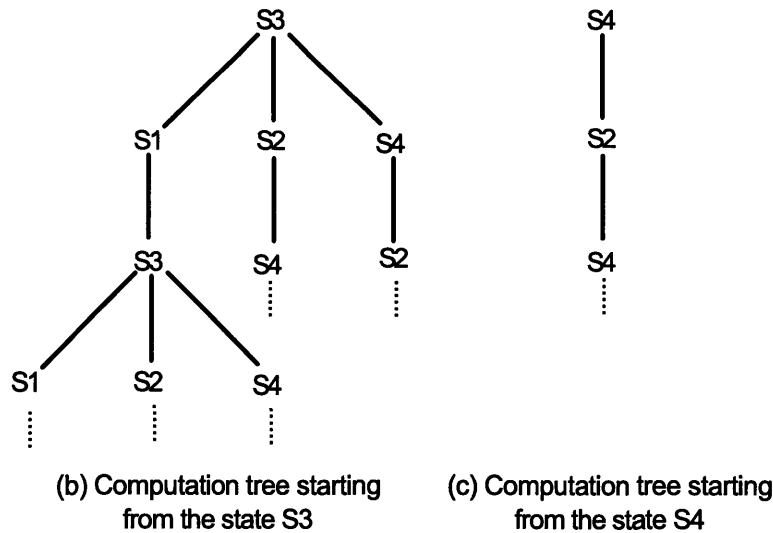 S3 S4
S1 S2 S4 S2
S3 S4 S2 S4
S1 S2 S4
(b) Computation tree starting
from the state S3
(c) Computation tree starting
from the state S4